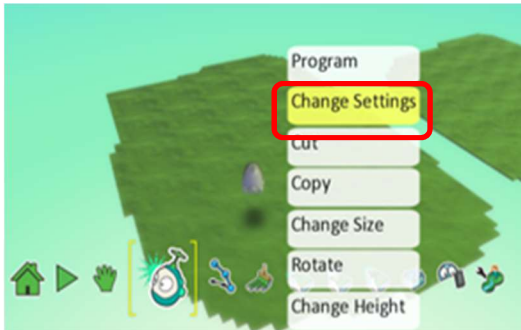 Program
Change Settings
Cut
Copy
Change Size
Rotate
Change Height